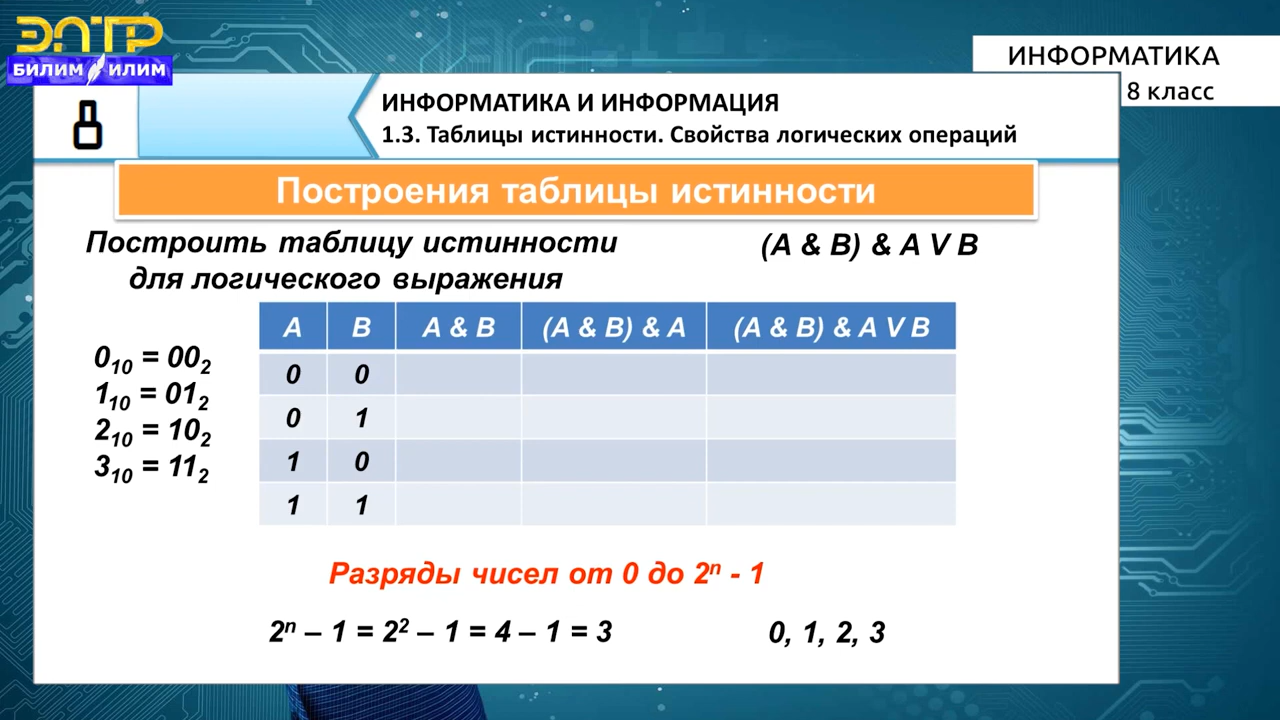 ЭЛТР
БИЛИМ ИЛИМ
ИНФОРМАТИКА
8 класс
8
ИНФОРМАТИКА И ИНФОРМАЦИЯ
1.3. Таблицы истинности. Свойства логических операций
Построения таблицы истинности
Построить таблицу истинности
для логического выражения
(A & B) & A V B
A B A & B (A & B) & A (A & B) & A V B
0 0
0 1
1 0
1 1
0₁₀ = 00₂
1₁₀ = 01₂
2₁₀ = 10₂
3₁₀ = 11₂
Разряды чисел от 0 до 2ⁿ - 1
2ⁿ – 1 = 2² – 1 = 4 – 1 = 3
0, 1, 2, 3